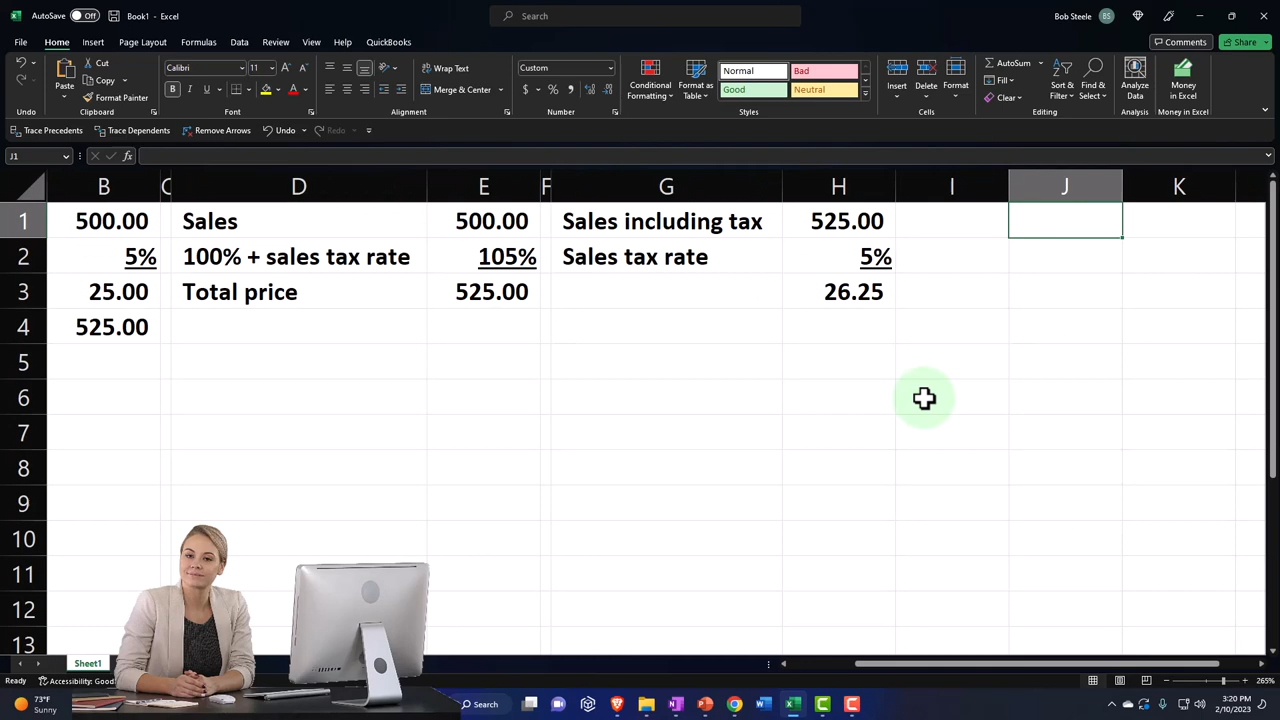 AutoSave Off Book1 - Excel Search Bob Steele BS
File Home Insert Page Layout Formulas Data Review View Help QuickBooks Comments Share
Paste Cut Calibri 11 Wrap Text Custom Conditional Formatting Format as Table Normal Bad Insert Delete Format AutoSum Sort & Filter Find & Select Analyze Data Money in Excel
Copy Fill
Format Painter B I U A Merge & Center $ % Good Neutral Clear
Undo Clipboard Font Alignment Number Styles Cells Editing Analysis Money in Excel
Trace Precedents Trace Dependents Remove Arrows Undo Redo
J1 fx
B C D E F G H I J K
1 500.00 Sales 500.00 Sales including tax 525.00
2 5% 100% + sales tax rate 105% Sales tax rate 5%
3 25.00 Total price 525.00 26.25
4 525.00
5
6
7
8
9
10
11
12
13
Sheet1
Ready Accessibility: Good 265%
73°F Search 3:20 PM
Sunny 2/10/2023